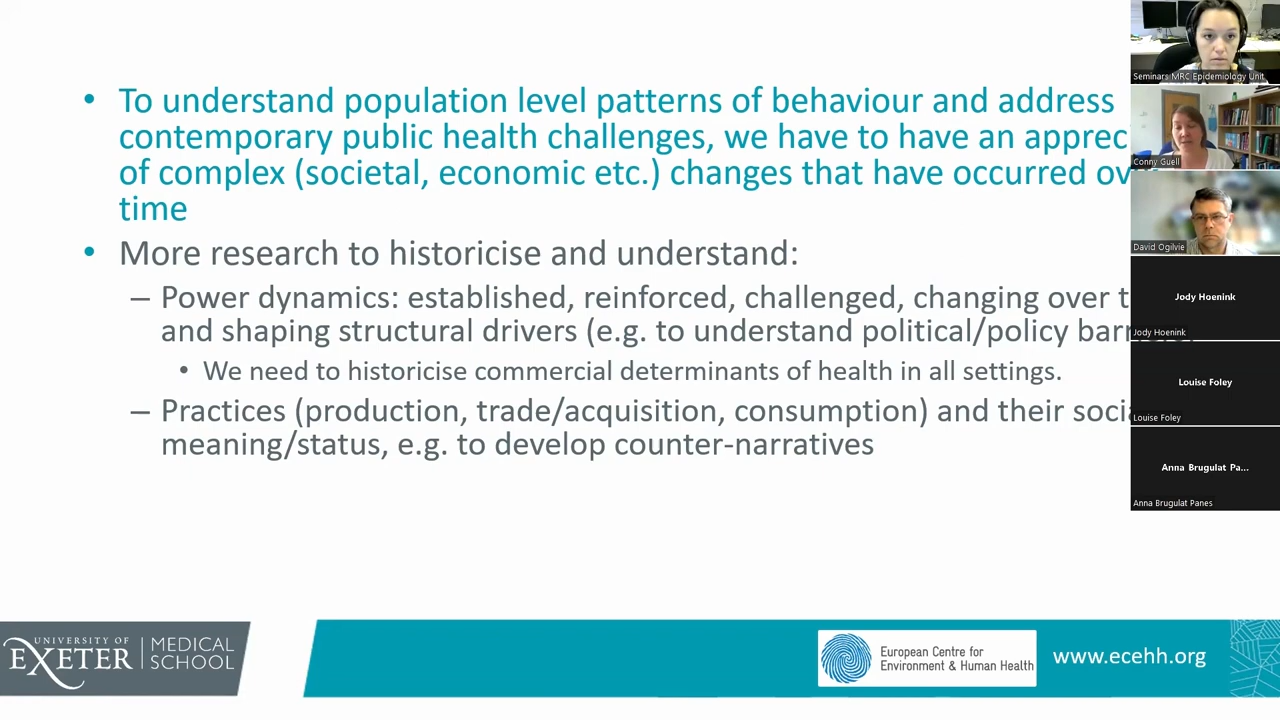 • To understand population level patterns of behaviour and address
contemporary public health challenges, we have to have an apprec
of complex (societal, economic etc.) changes that have occurred ov
time
• More research to historicise and understand:
– Power dynamics: established, reinforced, challenged, changing over t
and shaping structural drivers (e.g. to understand political/policy barr
• We need to historicise commercial determinants of health in all settings.
– Practices (production, trade/acquisition, consumption) and their soci
meaning/status, e.g. to develop counter-narratives
Seminars MRC Epidemiology Unit
Conny Guell
David Ogilvie
Jody Hoenink
Jody Hoenink
Louise Foley
Louise Foley
Anna Brugulat Pa...
Anna Brugulat Panes
UNIVERSITY OF
EXETER
MEDICAL
SCHOOL
European Centre for
Environment & Human Health
www.ecehh.org